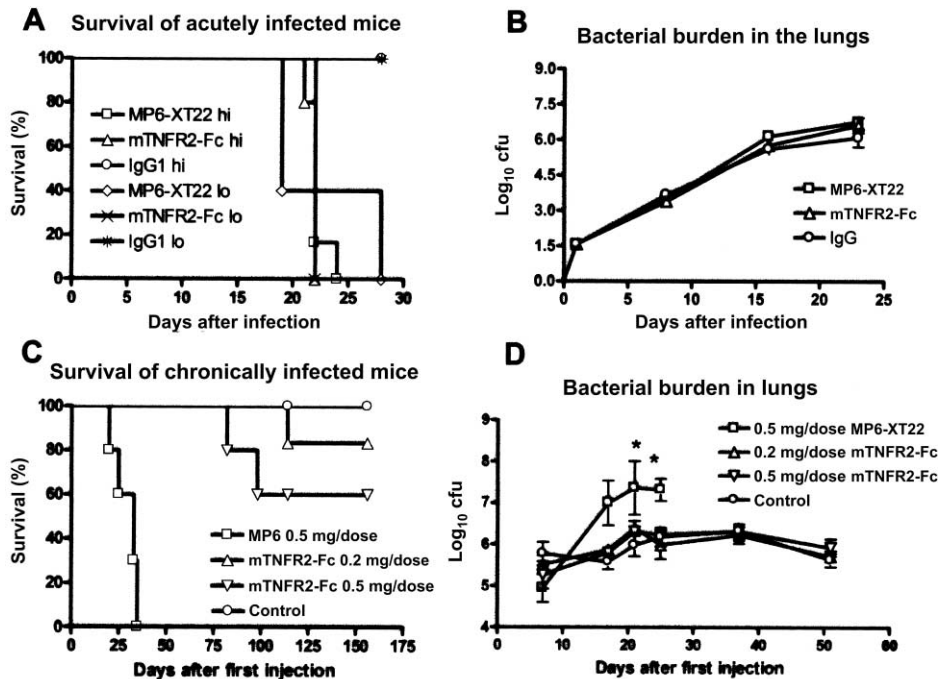 A
Survival of acutely infected mice
Survival (%)
100
80
60
40
20
0
MP6-XT22 hi
mTNFR2-Fc hi
IgG1 hi
MP6-XT22 lo
mTNFR2-Fc lo
IgG1 lo
0 5 10 15 20 25 30
Days after infection
B
Bacterial burden in the lungs
Log10 cfu
9.0
7.5
6.0
4.5
3.0
1.5
0.0
MP6-XT22
mTNFR2-Fc
IgG
0 5 10 15 20 25
Days after infection
C
Survival of chronically infected mice
Survival (%)
100
80
60
40
20
0
MP6 0.5 mg/dose
mTNFR2-Fc 0.2 mg/dose
mTNFR2-Fc 0.5 mg/dose
Control
0 25 50 75 100 125 150 175
Days after first injection
D
Bacterial burden in lungs
Log10 cfu
9
8
7
6
5
4
0.5 mg/dose MP6-XT22
0.2 mg/dose mTNFR2-Fc
0.5 mg/dose mTNFR2-Fc
Control
* *
0 10 20 30 40 50 60
Days after first injection